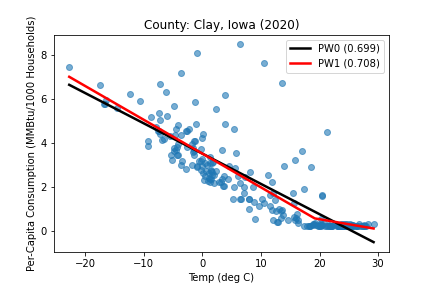 County: Clay, Iowa (2020)
PW0 (0.699)
PW1 (0.708)
Per-Capita Consumption (MMBtu/1000 Households)
8
6
4
2
0
−20
−10
0
10
20
30
Temp (deg C)